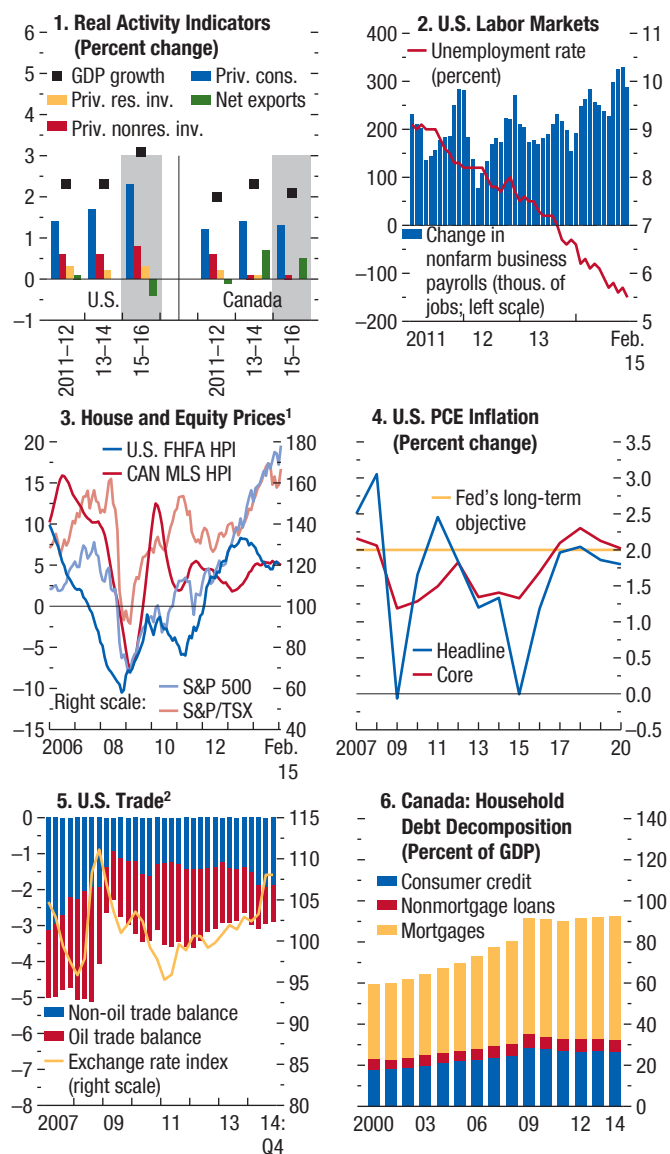 1. Real Activity Indicators
(Percent change)
6
5
4
3
2
1
0
–1
GDP growth
Priv. cons.
Priv. res. inv.
Net exports
Priv. nonres. inv.
U.S.
Canada
2011–12
13–14
15–16
2011–12
13–14
15–16
2. U.S. Labor Markets
400
300
200
100
0
–100
–200
Unemployment rate
(percent)
Change in
nonfarm business
payrolls (thous. of
jobs; left scale)
11
10
9
8
7
6
5
2011
12
13
Feb.
15
3. House and Equity Prices¹
20
15
10
5
0
–5
–10
–15
U.S. FHFA HPI
CAN MLS HPI
Right scale:
S&P 500
S&P/TSX
180
160
140
120
100
80
60
40
2006
08
10
12
Feb.
15
4. U.S. PCE Inflation
(Percent change)
Fed's long-term
objective
Headline
Core
3.5
3.0
2.5
2.0
1.5
1.0
0.5
0.0
–0.5
2007
09
11
13
15
17
20
5. U.S. Trade²
0
–1
–2
–3
–4
–5
–6
–7
–8
Non-oil trade balance
Oil trade balance
Exchange rate index
(right scale)
115
110
105
100
95
90
85
80
2007
09
11
13
14:
Q4
6. Canada: Household
Debt Decomposition
(Percent of GDP)
Consumer credit
Nonmortgage loans
Mortgages
140
120
100
80
60
40
20
0
2000
03
06
09
12
14